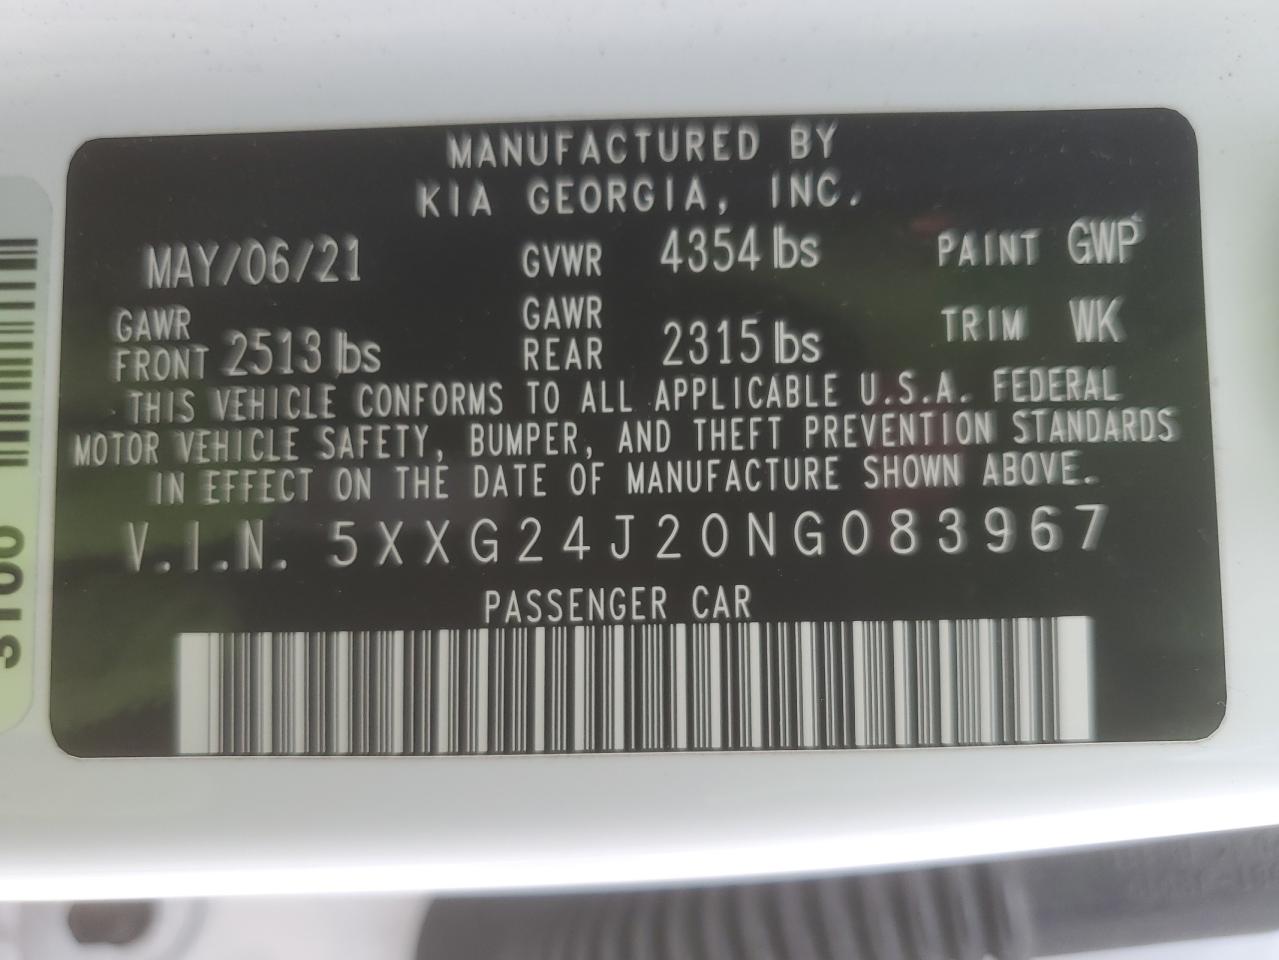 MANUFACTURED BY
KIA GEORGIA, INC.
MAY/06/21 GVWR 4354 lbs PAINT GWP
GAWR FRONT 2513 lbs GAWR REAR 2315 lbs TRIM WK
THIS VEHICLE CONFORMS TO ALL APPLICABLE U.S.A. FEDERAL
MOTOR VEHICLE SAFETY, BUMPER, AND THEFT PREVENTION STANDARDS
IN EFFECT ON THE DATE OF MANUFACTURE SHOWN ABOVE.
V.I.N. 5XXG24J20NG083967
PASSENGER CAR